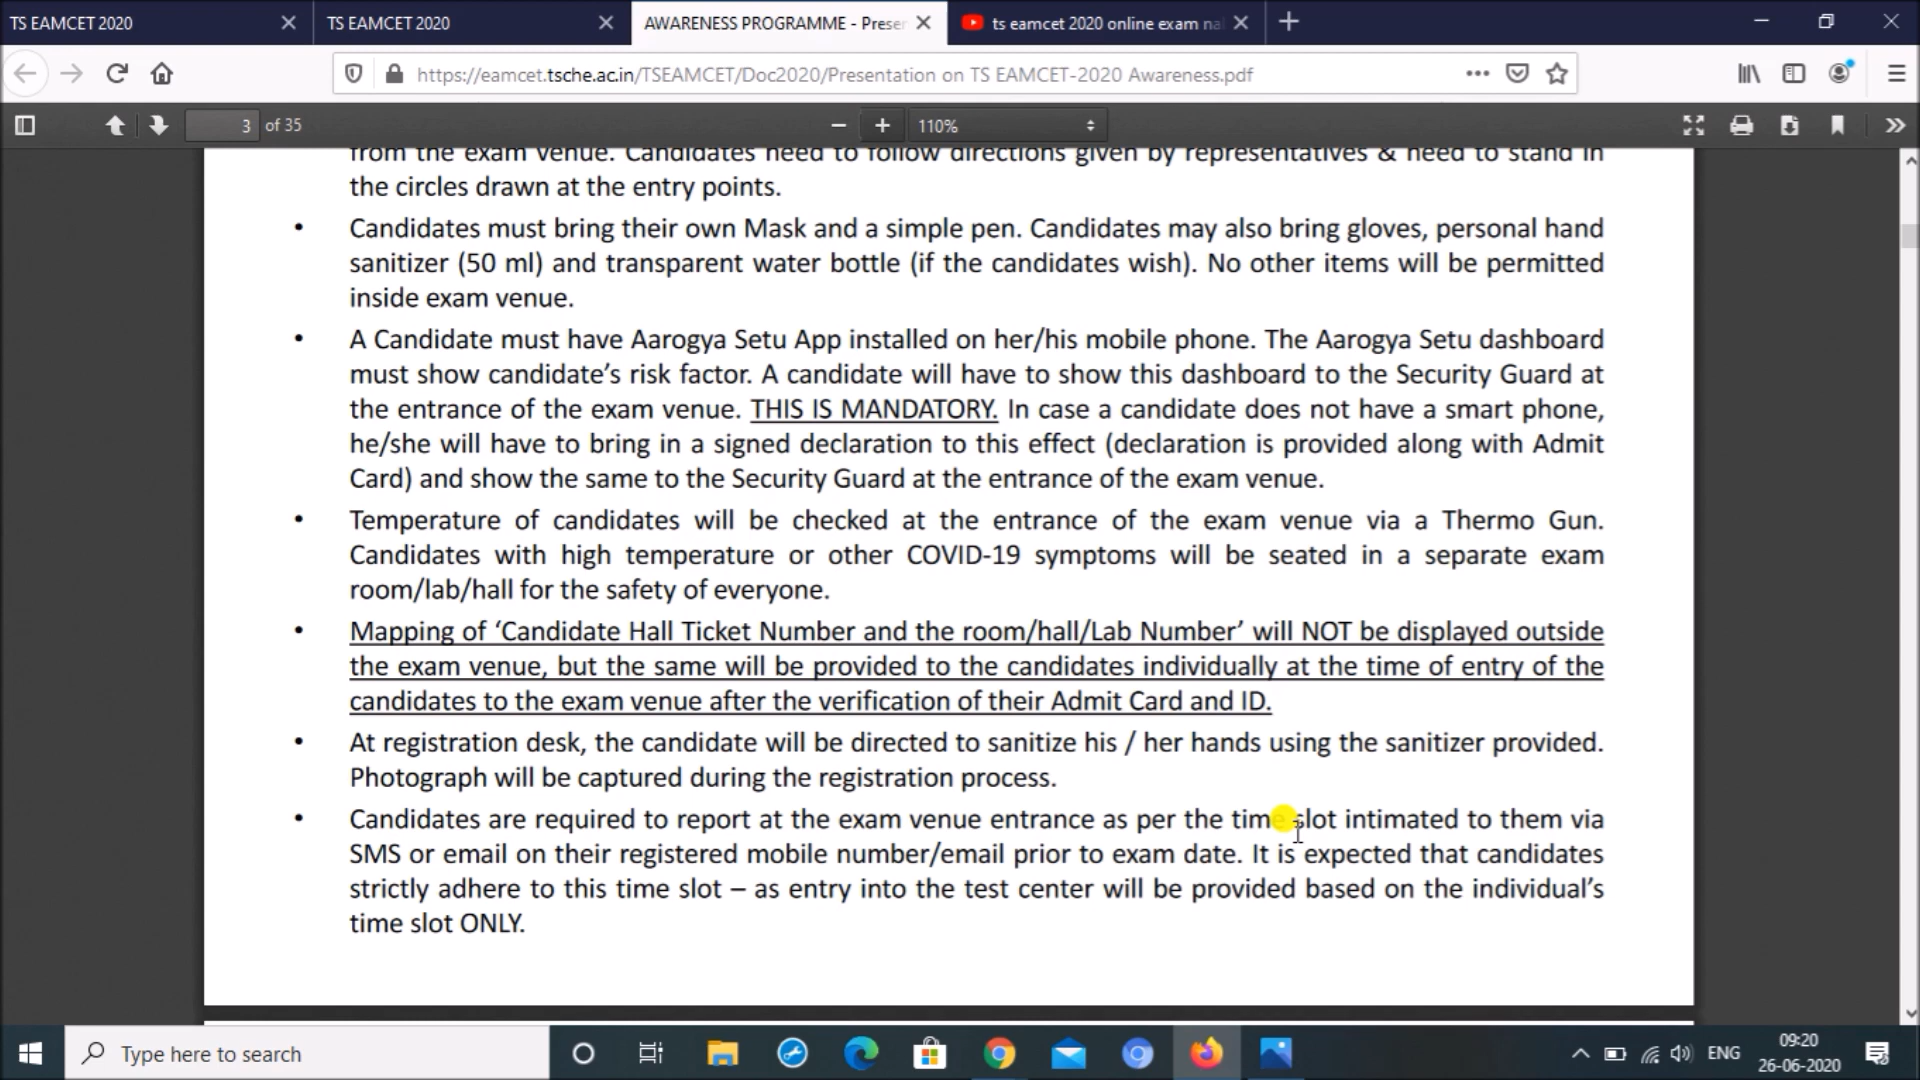 TS EAMCET 2020
TS EAMCET 2020
AWARENESS PROGRAMME - Prese
ts eamcet 2020 online exam na
https://eamcet.tsche.ac.in/TSEAMCET/Doc2020/Presentation on TS EAMCET-2020 Awareness.pdf
3 of 35
110%
from the exam venue. Candidates need to follow directions given by representatives & need to stand in
the circles drawn at the entry points.
• Candidates must bring their own Mask and a simple pen. Candidates may also bring gloves, personal hand
sanitizer (50 ml) and transparent water bottle (if the candidates wish). No other items will be permitted
inside exam venue.
• A Candidate must have Aarogya Setu App installed on her/his mobile phone. The Aarogya Setu dashboard
must show candidate’s risk factor. A candidate will have to show this dashboard to the Security Guard at
the entrance of the exam venue. THIS IS MANDATORY. In case a candidate does not have a smart phone,
he/she will have to bring in a signed declaration to this effect (declaration is provided along with Admit
Card) and show the same to the Security Guard at the entrance of the exam venue.
• Temperature of candidates will be checked at the entrance of the exam venue via a Thermo Gun.
Candidates with high temperature or other COVID-19 symptoms will be seated in a separate exam
room/lab/hall for the safety of everyone.
• Mapping of ‘Candidate Hall Ticket Number and the room/hall/Lab Number’ will NOT be displayed outside
the exam venue, but the same will be provided to the candidates individually at the time of entry of the
candidates to the exam venue after the verification of their Admit Card and ID.
• At registration desk, the candidate will be directed to sanitize his / her hands using the sanitizer provided.
Photograph will be captured during the registration process.
• Candidates are required to report at the exam venue entrance as per the time slot intimated to them via
SMS or email on their registered mobile number/email prior to exam date. It is expected that candidates
strictly adhere to this time slot – as entry into the test center will be provided based on the individual’s
time slot ONLY.
Type here to search
ENG
09:20
26-06-2020